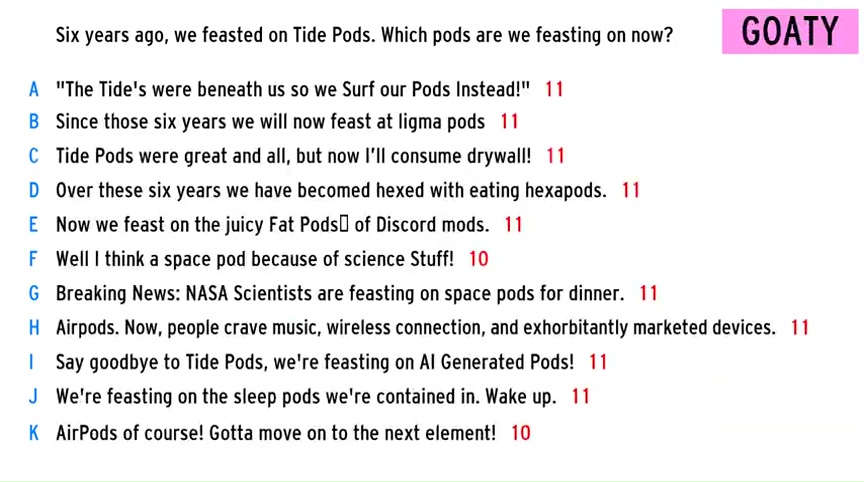 Six years ago, we feasted on Tide Pods. Which pods are we feasting on now?
GOATY
A "The Tide's were beneath us so we Surf our Pods Instead!" 11
B Since those six years we will now feast at ligma pods 11
C Tide Pods were great and all, but now I'll consume drywall! 11
D Over these six years we have becomed hexed with eating hexapods. 11
E Now we feast on the juicy Fat Pods▯ of Discord mods. 11
F Well I think a space pod because of science Stuff! 10
G Breaking News: NASA Scientists are feasting on space pods for dinner. 11
H Airpods. Now, people crave music, wireless connection, and exhorbitantly marketed devices. 11
I Say goodbye to Tide Pods, we're feasting on AI Generated Pods! 11
J We're feasting on the sleep pods we're contained in. Wake up. 11
K AirPods of course! Gotta move on to the next element! 10